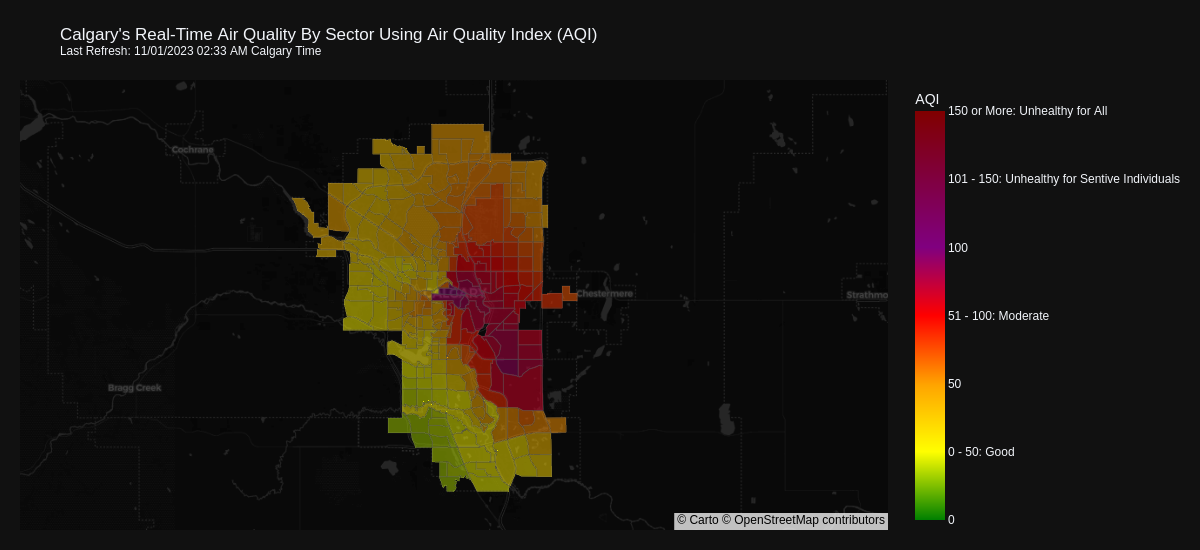 Calgary's Real-Time Air Quality By Sector Using Air Quality Index (AQI)
Last Refresh: 11/01/2023 02:33 AM Calgary Time
AQI
150 or More: Unhealthy for All
101 - 150: Unhealthy for Sentive Individuals
100
51 - 100: Moderate
50
0 - 50: Good
0
Cochrane
Chestermere
Strathmo
Bragg Creek
© Carto © OpenStreetMap contributors